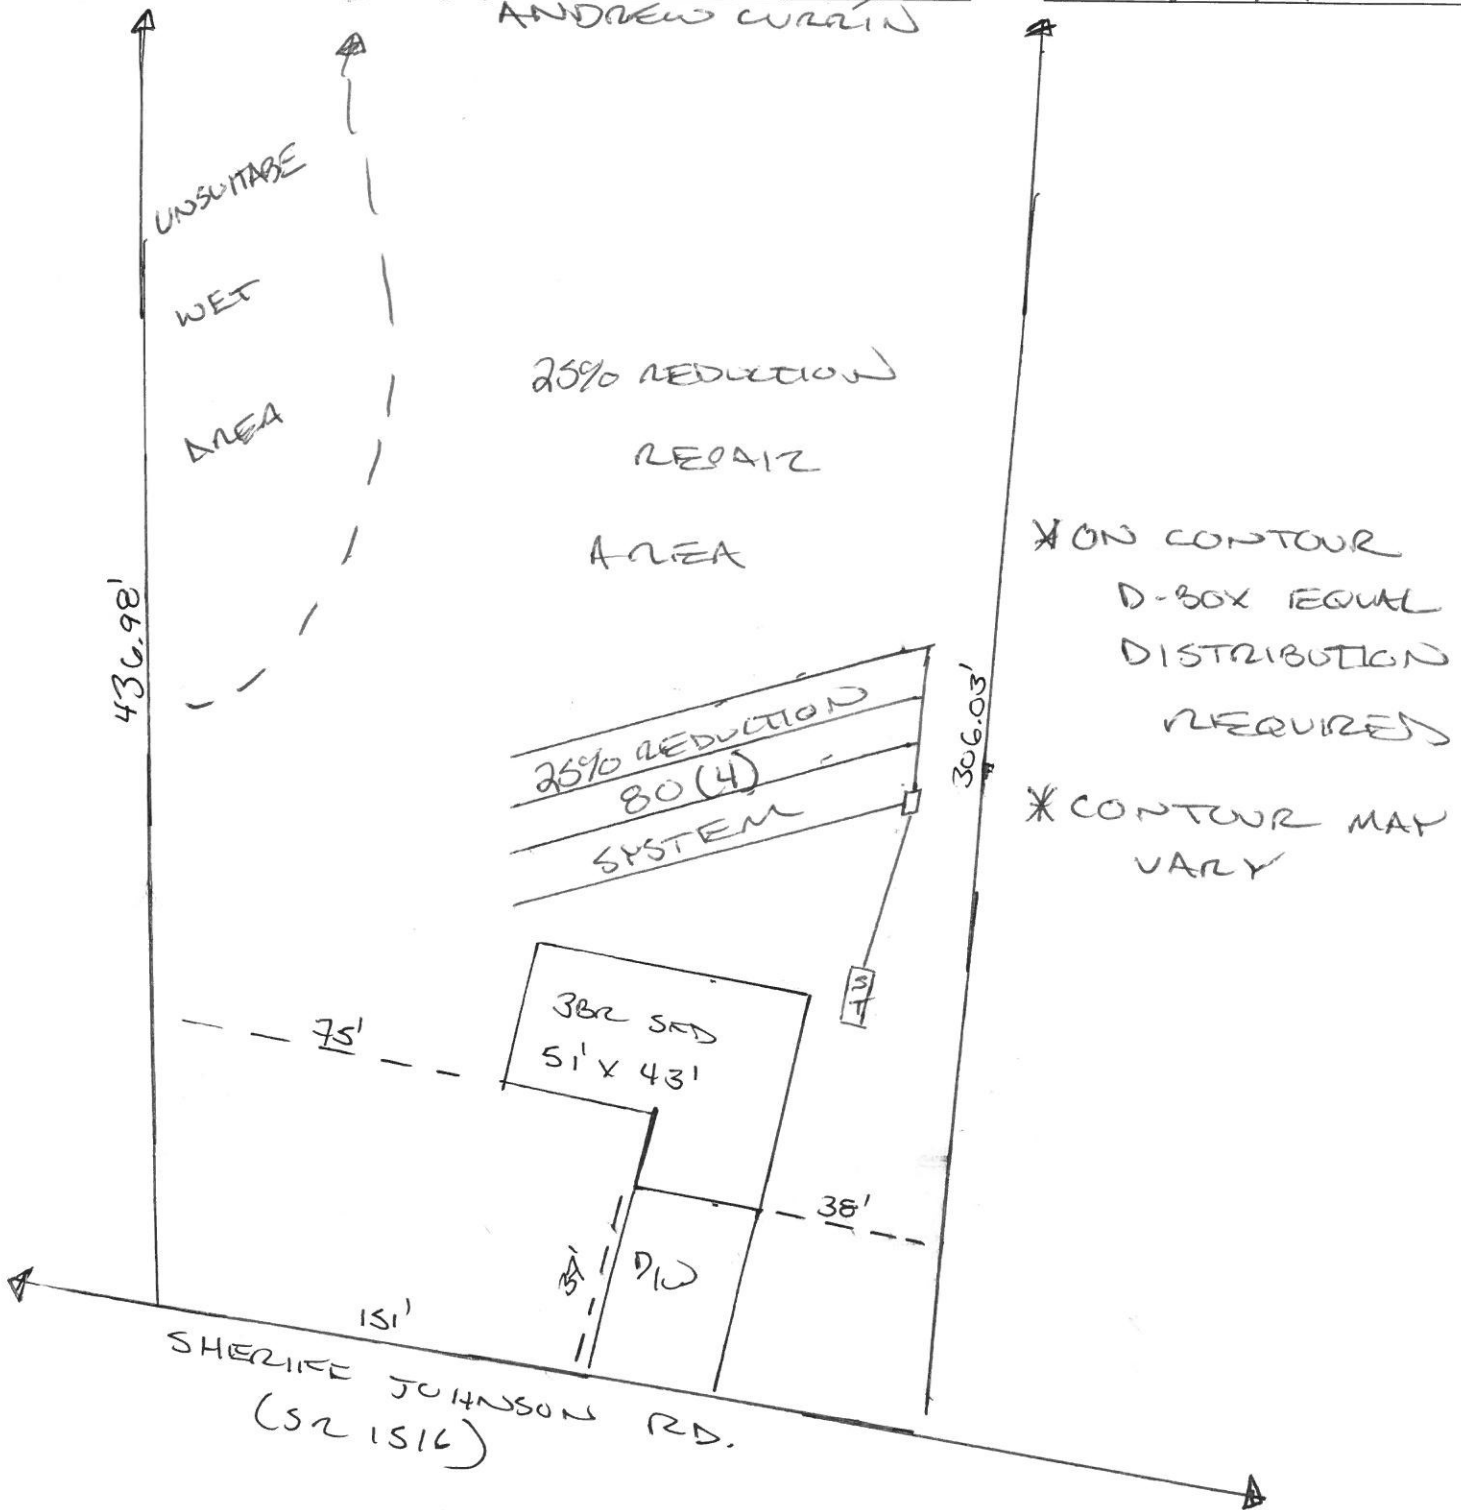 ANDREW CURRIN
UNSUITABE
WET
AREA
25% REDUCTION
REPAIR
AREA
436.98'
306.03'
* ON CONTOUR
D-BOX EQUAL
DISTRIBUTION
REQUIRED
* CONTOUR MAY
VARY
25% REDUCTION
80 (4)
SYSTEM
ST
3BR SFD
51' X 43'
75'
38'
D/W
151'
SHERIFF JOHNSON RD.
(SR 1516)